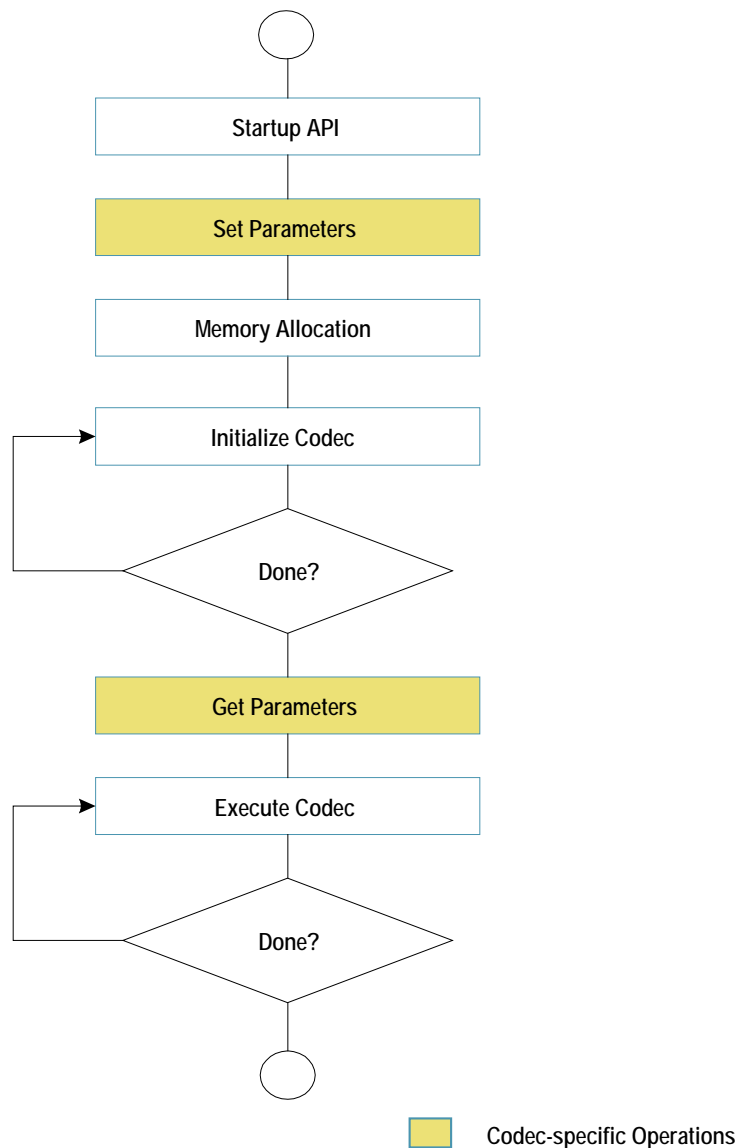 Startup API
Set Parameters
Memory Allocation
Initialize Codec
Done?
Get Parameters
Execute Codec
Done?
Codec-specific Operations